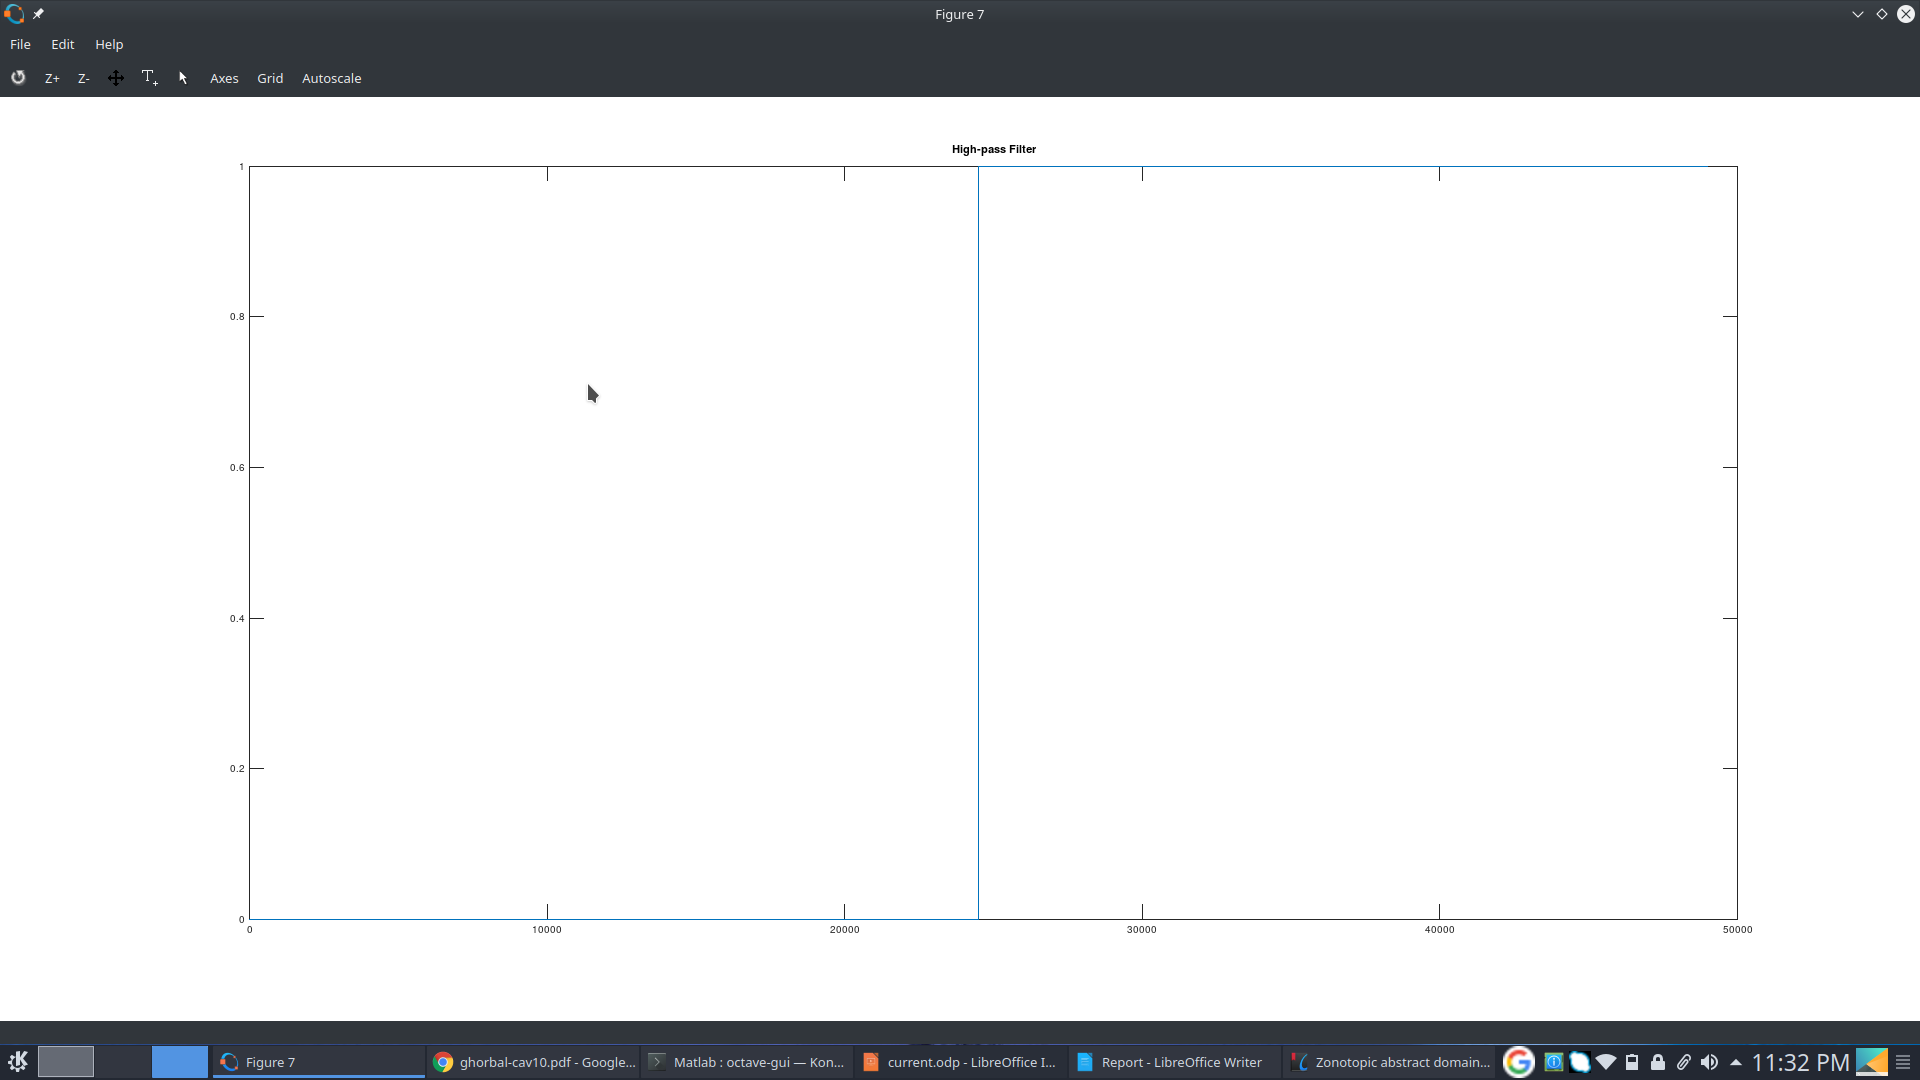 Figure 7
File Edit Help
Z+ Z- T+ Axes Grid Autoscale
High-pass Filter
1
0.8
0.6
0.4
0.2
0
0 10000 20000 30000 40000 50000
Figure 7 ghorbal-cav10.pdf - Google... Matlab : octave-gui — Kon... current.odp - LibreOffice I... Report - LibreOffice Writer Zonotopic abstract domain... 11:32 PM